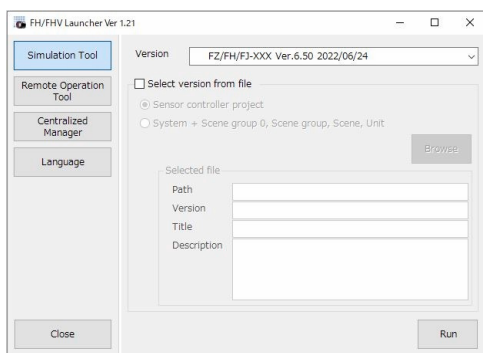 FH/FHV Launcher Ver 1.21
Simulation Tool
Remote Operation
Tool
Centralized
Manager
Language
Close
Version
FZ/FH/FJ-XXX Ver.6.50 2022/06/24
Select version from file
Sensor controller project
System + Scene group 0, Scene group, Scene, Unit
Browse
Selected file
Path
Version
Title
Description
Run